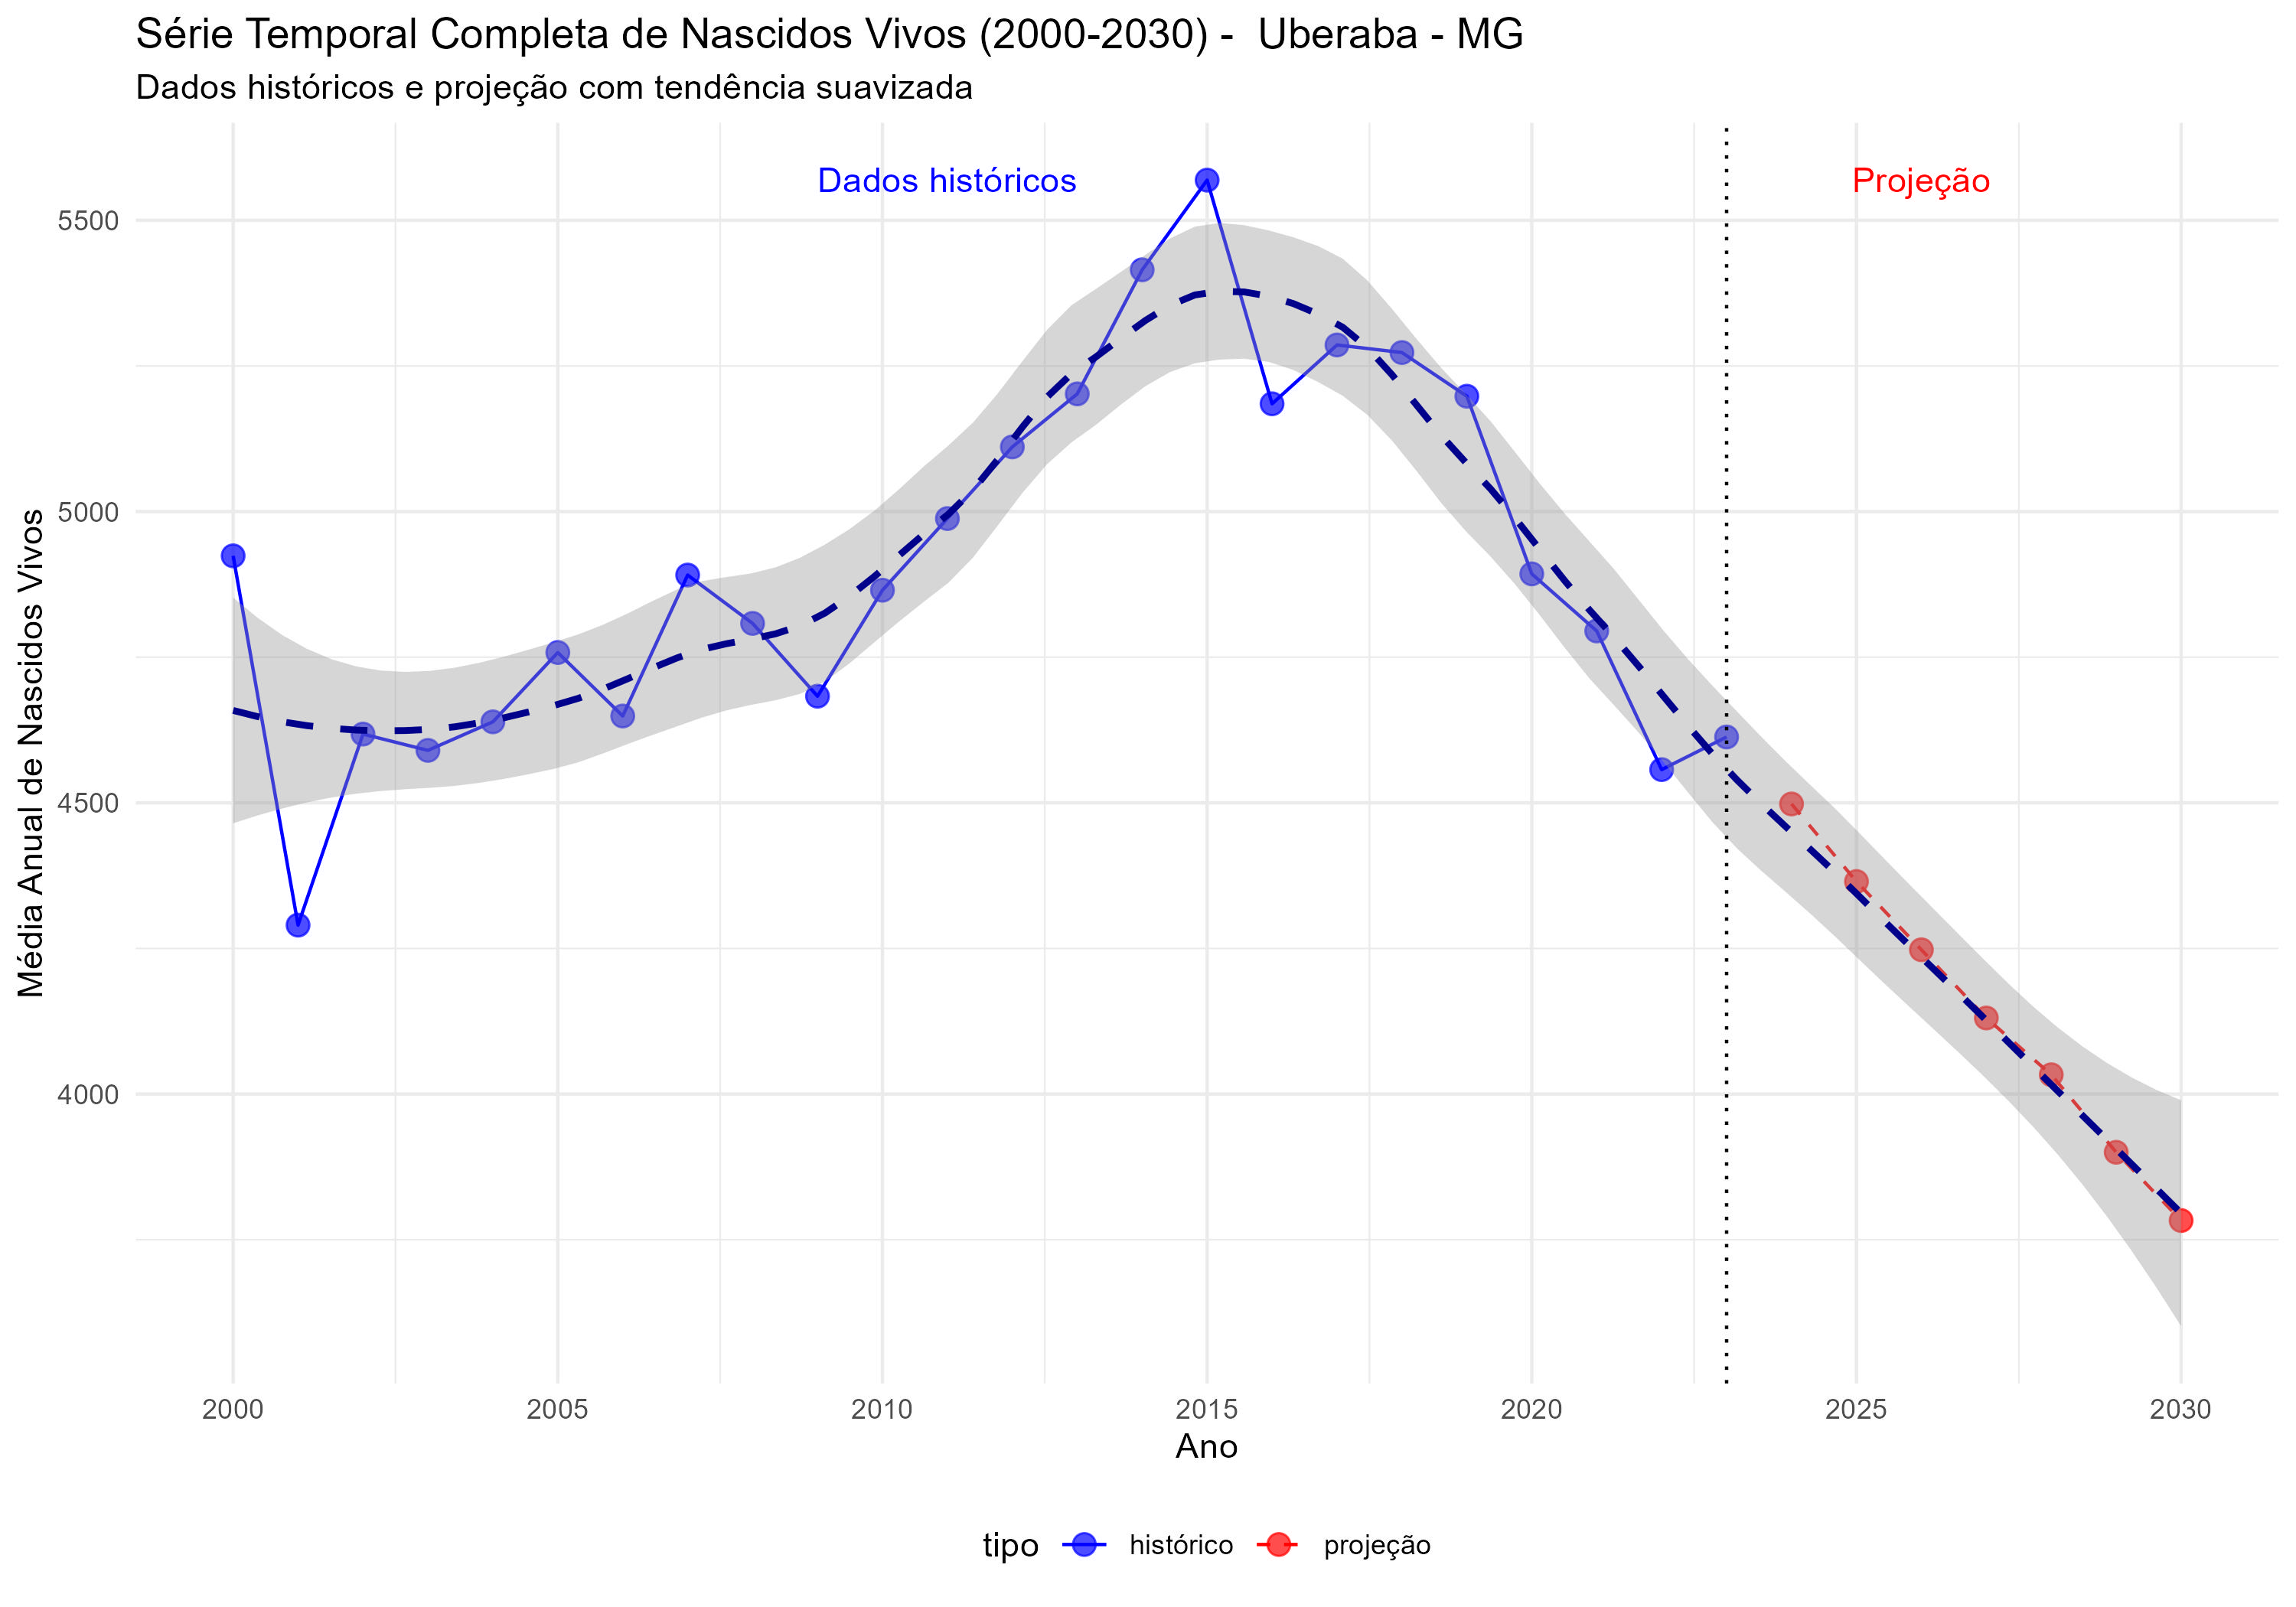 Série Temporal Completa de Nascidos Vivos (2000-2030) -  Uberaba - MG
Dados históricos e projeção com tendência suavizada
Dados históricos
Projeção
5500
5000
4500
4000
Média Anual de Nascidos Vivos
2000 2005 2010 2015 2020 2025 2030
Ano
tipo histórico projeção